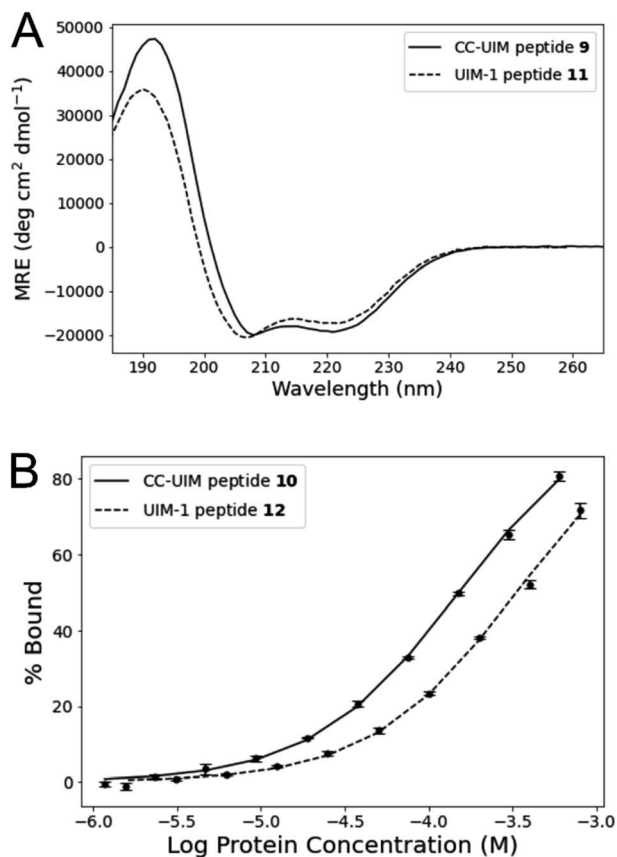 A
50000
40000
30000
20000
10000
0
−10000
−20000
MRE (deg cm² dmol⁻¹)
CC-UIM peptide 9
UIM-1 peptide 11
190 200 210 220 230 240 250 260
Wavelength (nm)
B
80
60
40
20
0
% Bound
CC-UIM peptide 10
UIM-1 peptide 12
−6.0 −5.5 −5.0 −4.5 −4.0 −3.5 −3.0
Log Protein Concentration (M)